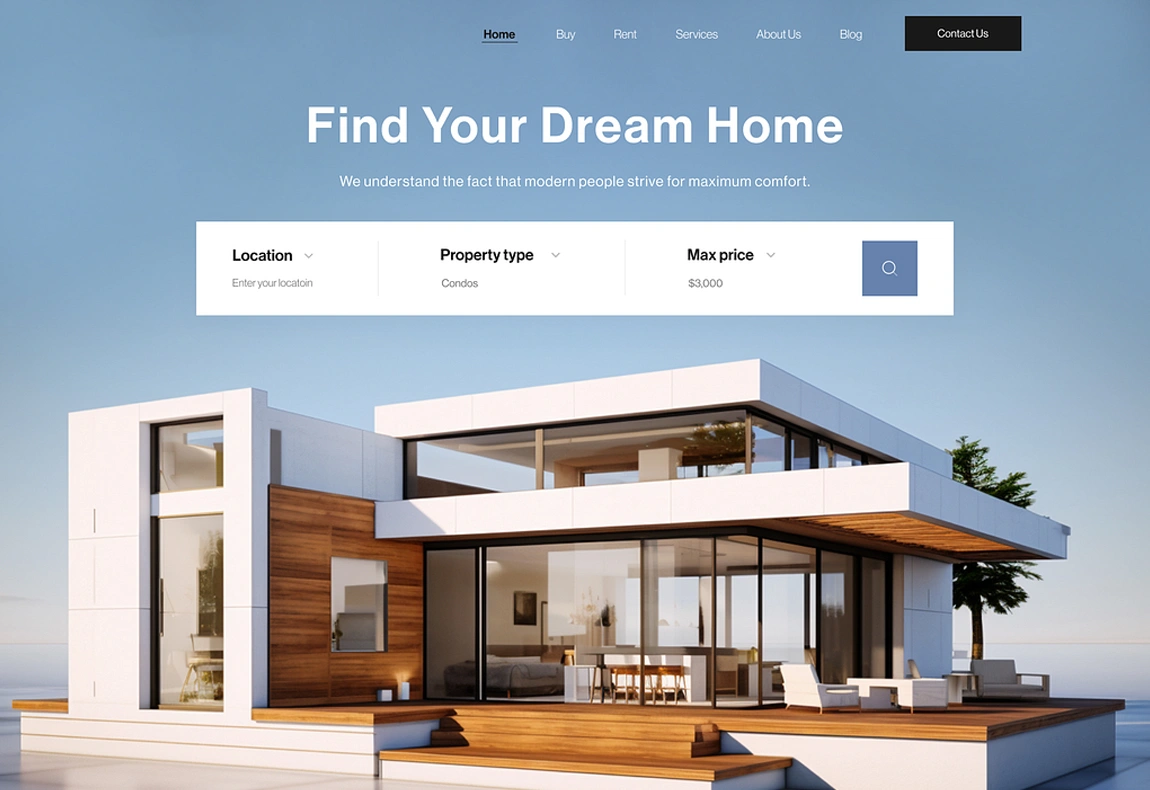 Home Buy Rent Services About Us Blog Contact Us
Find Your Dream Home
We understand the fact that modern people strive for maximum comfort.
Location Property type Max price
Enter your locatoin Condos $3,000